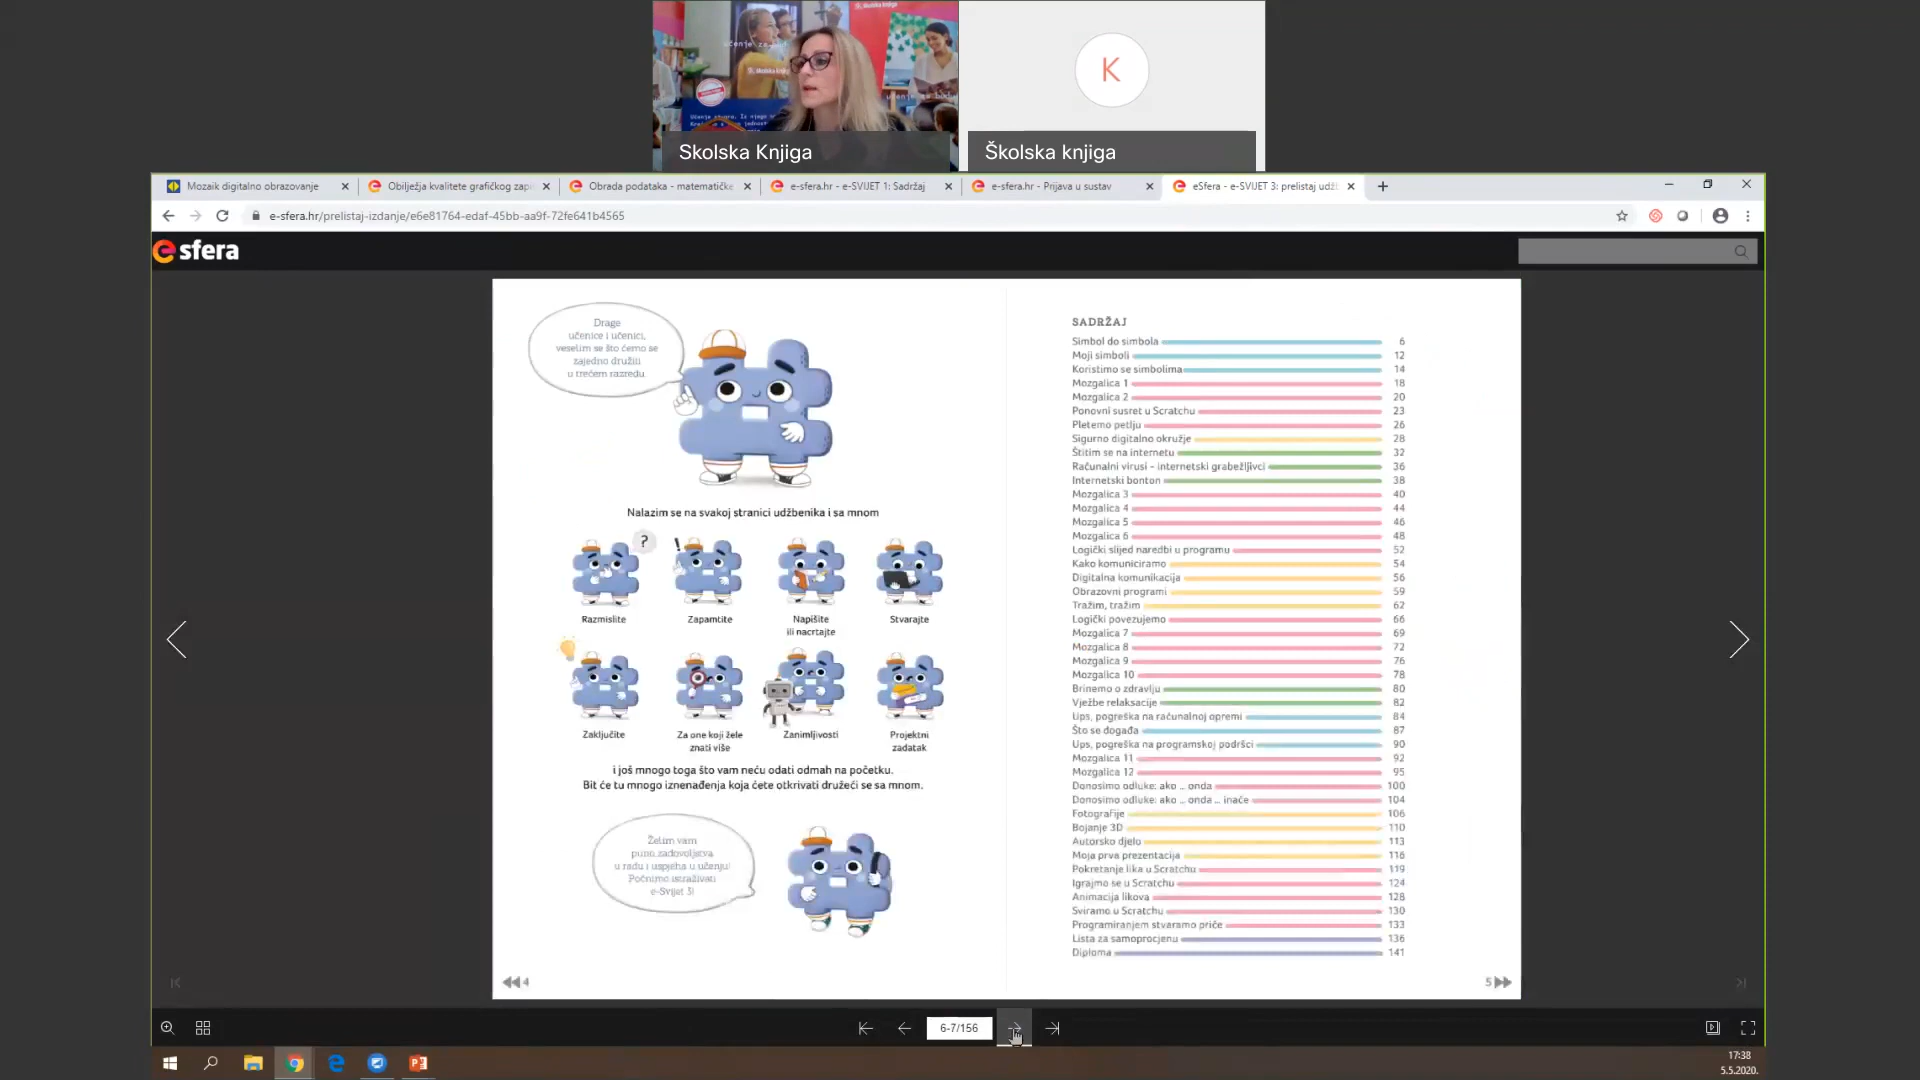 Školska knjiga
učenje za
Školska knjiga
Skolska Knjiga
K
Školska knjiga
Mozaik digitalno obrazovanje
Obilježja kvalitete grafičkog zapi
Obrada podataka - matematičke
e-sfera.hr - e-SVIJET 1: Sadržaj
e-sfera.hr - Prijava u sustav
eSfera - e-SVIJET 3: prelistaj udž
e-sfera.hr/prelistaj-izdanje/e6e81764-edaf-45bb-aa9f-72fe641b4565
e sfera
Drage
učenice i učenici,
veselim se što ćemo se
zajedno družiti
u trećem razredu.
Nalazim se na svakoj stranici udžbenika i sa mnom
?
!
Razmislite
Zapamtite
Napišite
ili nacrtajte
Stvarajte
Zaključite
Za one koji žele
znati više
Zanimljivosti
Projektni
zadatak
i još mnogo toga što vam neću odati odmah na početku.
Bit će tu mnogo iznenađenja koja ćete otkrivati družeći se sa mnom.
Želim vam
puno zadovoljstva
u radu i uspjeha u učenju!
Počnimo istraživati
e-Svijet 3!
4
SADRŽAJ
Simbol do simbola 6
Moji simboli 12
Koristimo se simbolima 14
Mozgalica 1 18
Mozgalica 2 20
Ponovni susret u Scratchu 23
Pletemo petlju 26
Sigurno digitalno okružje 28
Štitim se na internetu 32
Računalni virusi - internetski grabežljivci 36
Internetski bonton 38
Mozgalica 3 40
Mozgalica 4 44
Mozgalica 5 46
Mozgalica 6 48
Logički slijed naredbi u programu 52
Kako komuniciramo 54
Digitalna komunikacija 56
Obrazovni programi 59
Tražim, tražim 62
Logički povezujemo 66
Mozgalica 7 69
Mozgalica 8 72
Mozgalica 9 76
Mozgalica 10 78
Brinemo o zdravlju 80
Vježbe relaksacije 82
Ups, pogreška na računalnoj opremi 84
Što se događa 87
Ups, pogreška na programskoj podršci 90
Mozgalica 11 92
Mozgalica 12 95
Donosimo odluke: ako ... onda 100
Donosimo odluke: ako ... onda ... inače 104
Fotografije 106
Bojanje 3D 110
Autorsko djelo 113
Moja prva prezentacija 116
Pokretanje lika u Scratchu 119
Igrajmo se u Scratchu 124
Animacija likova 128
Sviramo u Scratchu 130
Programiranjem stvaramo priče 133
Lista za samoprocjenu 136
Diploma 141
5
6-7/156
17:38
5.5.2020.